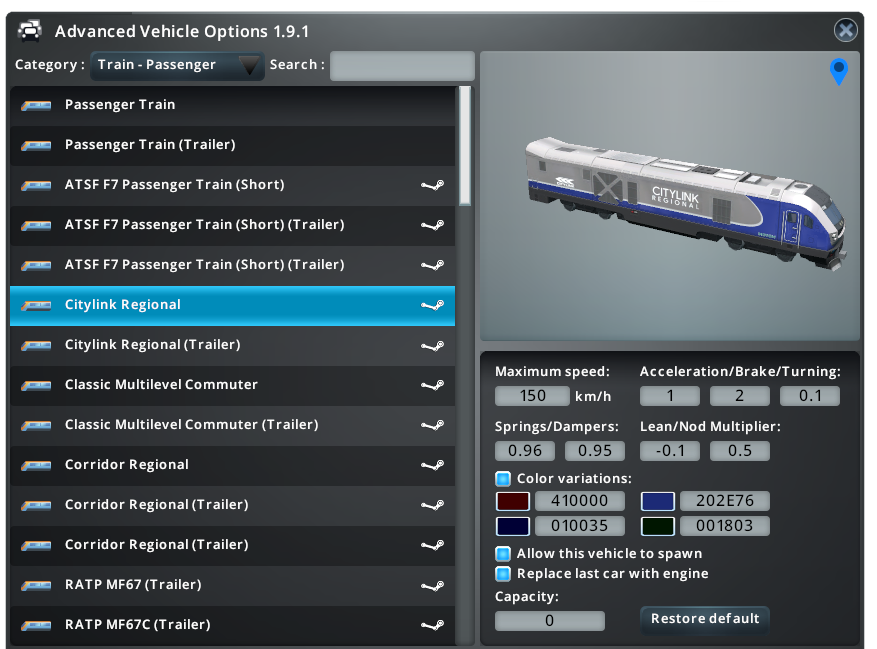 Advanced Vehicle Options 1.9.1
Category : Train - Passenger Search :
Passenger Train
Passenger Train (Trailer)
ATSF F7 Passenger Train (Short)
ATSF F7 Passenger Train (Short) (Trailer)
ATSF F7 Passenger Train (Short) (Trailer)
Citylink Regional
Citylink Regional (Trailer)
Classic Multilevel Commuter
Classic Multilevel Commuter (Trailer)
Corridor Regional
Corridor Regional (Trailer)
Corridor Regional (Trailer)
RATP MF67 (Trailer)
RATP MF67C (Trailer)
CITYLINK
REGIONAL
Maximum speed: Acceleration/Brake/Turning:
150 km/h 1 2 0.1
Springs/Dampers: Lean/Nod Multiplier:
0.96 0.95 -0.1 0.5
Color variations:
410000 202E76
010035 001803
Allow this vehicle to spawn
Replace last car with engine
Capacity:
0 Restore default